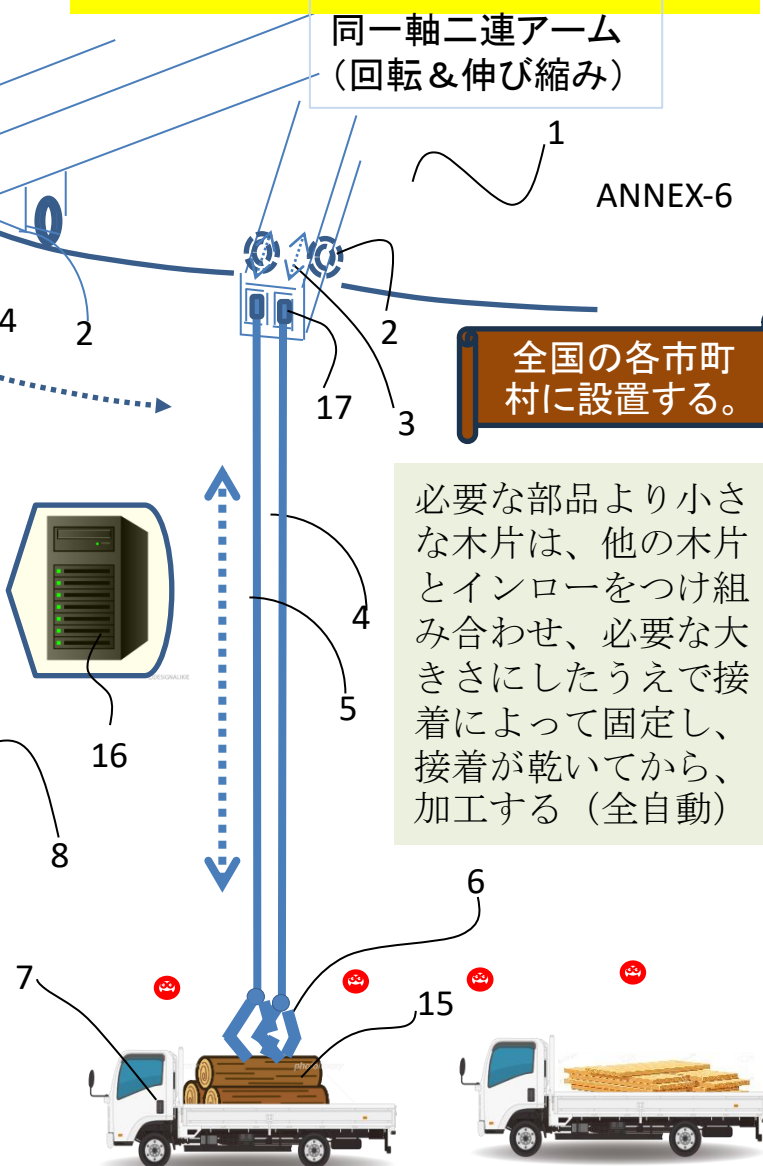 同一軸二連アーム
（回転＆伸び縮み）
1
ANNEX-6
2
4
2
17
3
全国の各市町
村に設置する。
必要な部品より小さ
な木片は、他の木片
とインローをつけ組
み合わせ、必要な大
きさにしたうえで接
着によって固定し、
接着が乾いてから、
加工する（全自動）
4
5
16
8
6
7
15